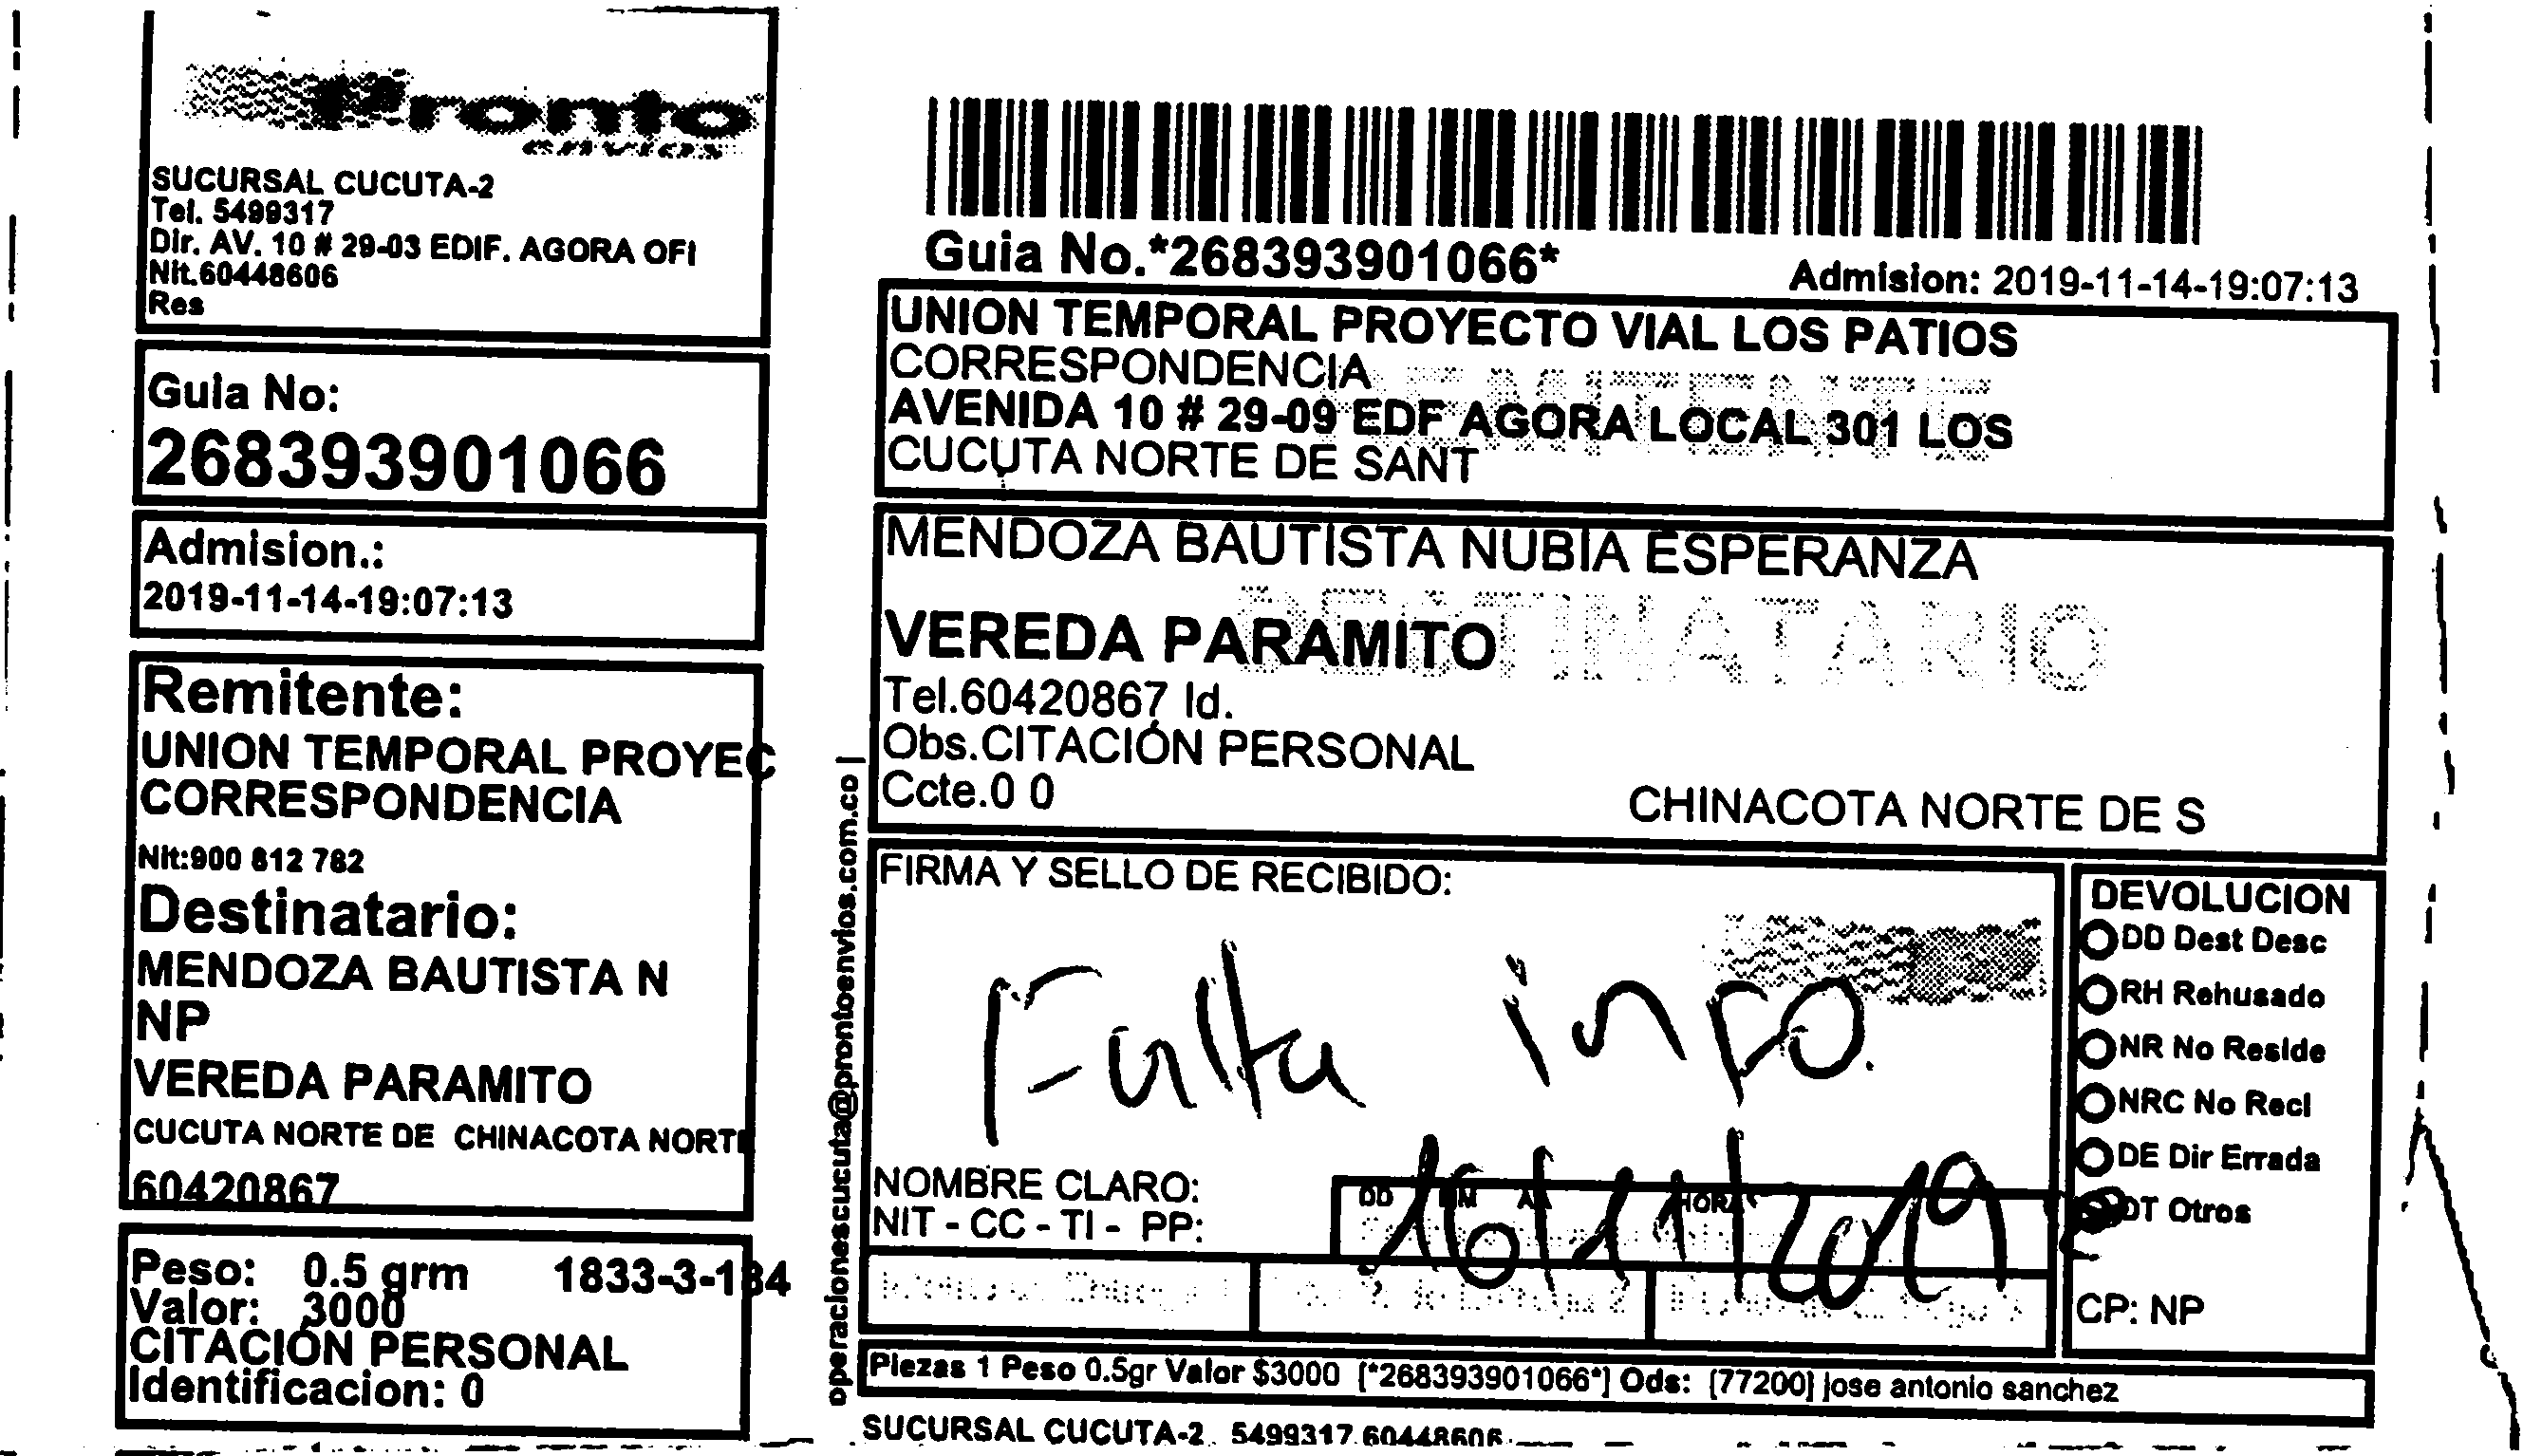 Pronto
envios
SUCURSAL CUCUTA-2
Tel. 5499317
Dir. AV. 10 # 29-03 EDIF. AGORA OFI
Nit.60448606
Res
Guia No:
268393901066
Admision.:
2019-11-14-19:07:13
Remitente:
UNION TEMPORAL PROYEC
CORRESPONDENCIA
Nit:900 812 782
Destinatario:
MENDOZA BAUTISTA N
NP
VEREDA PARAMITO
CUCUTA NORTE DE CHINACOTA NORTE
60420867
Peso: 0.5 grm 1833-3-184
Valor: 3000
CITACIÓN PERSONAL
Identificacion: 0
operacionescucuta@prontoenvios.com.co |
Guia No.*268393901066*
Admision: 2019-11-14-19:07:13
UNION TEMPORAL PROYECTO VIAL LOS PATIOS
CORRESPONDENCIA
REMITENTE
AVENIDA 10 # 29-09 EDF AGORA LOCAL 301 LOS
CUCUTA NORTE DE SANT
MENDOZA BAUTISTA NUBIA ESPERANZA
DESTINATARIO
VEREDA PARAMITO
Tel.60420867 Id.
Obs.CITACIÓN PERSONAL
Ccte.0 0
CHINACOTA NORTE DE S
FIRMA Y SELLO DE RECIBIDO:
Falta info.
NOMBRE CLARO:
NIT - CC - TI - PP:
DD MM AA HORA
16/11/2019
DEVOLUCION
DD Dest Desc
RH Rehusado
NR No Reside
NRC No Recl
DE Dir Errada
OT Otros
CP: NP
Piezas 1 Peso 0.5gr Valor $3000 [*268393901066*] Ods: [77200] jose antonio sanchez
SUCURSAL CUCUTA-2 5499317 60448606